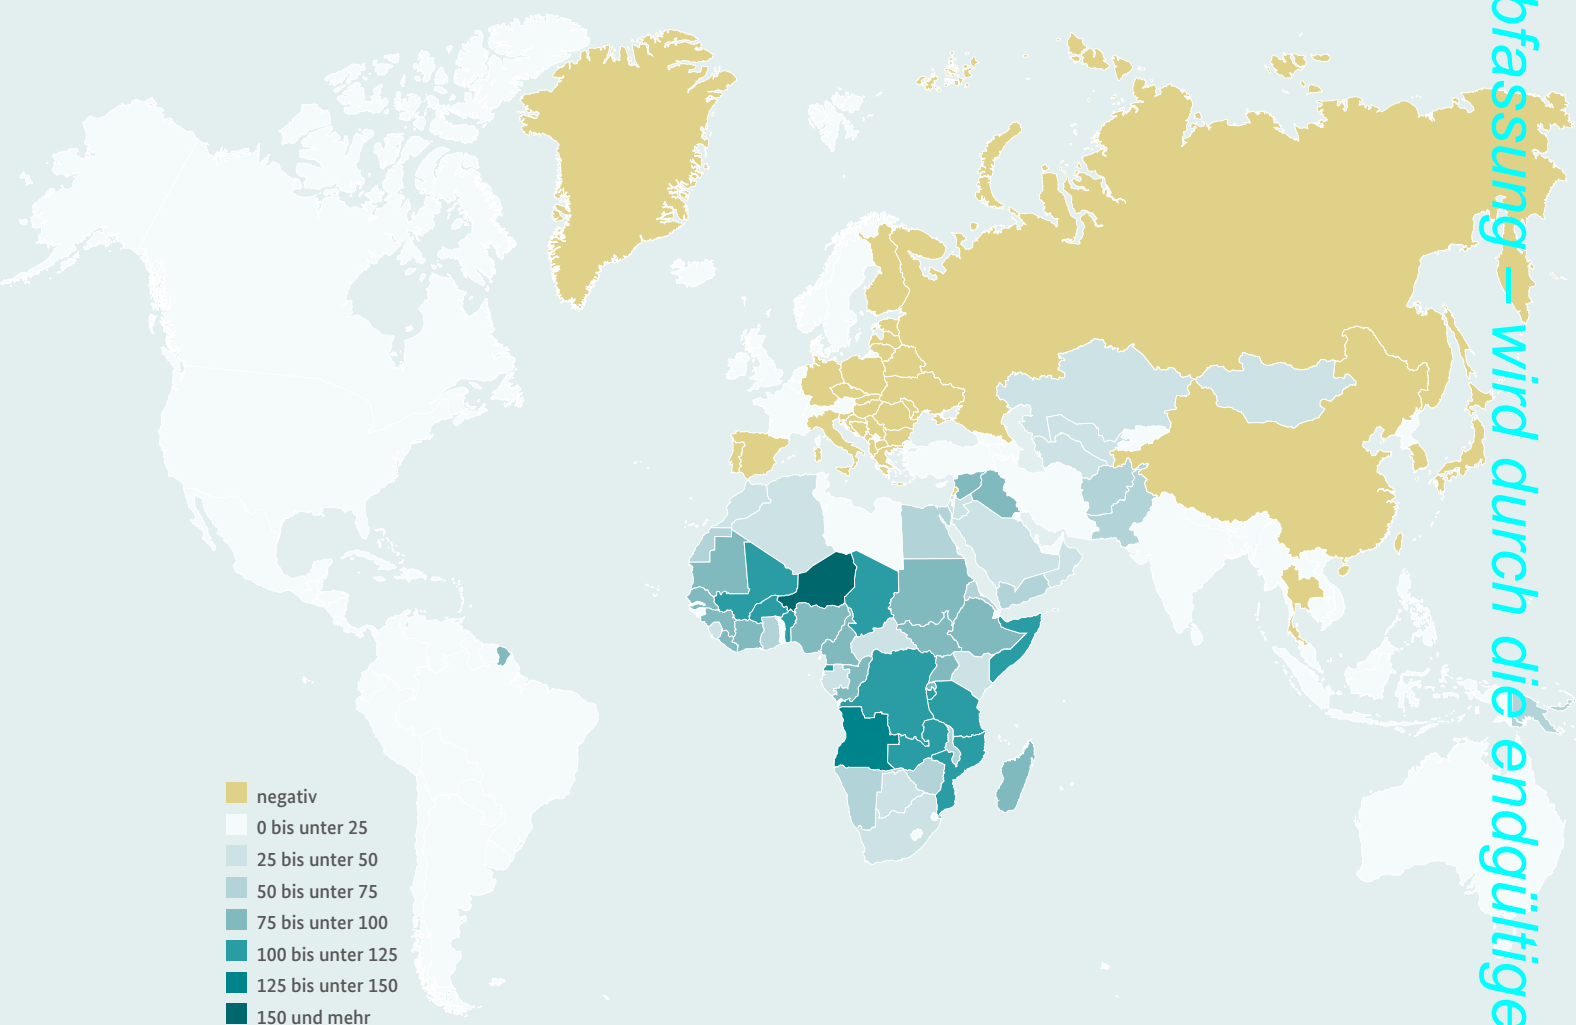 negativ
0 bis unter 25
25 bis unter 50
50 bis unter 75
75 bis unter 100
100 bis unter 125
125 bis unter 150
150 und mehr
bfassung – wird durch die endgültige